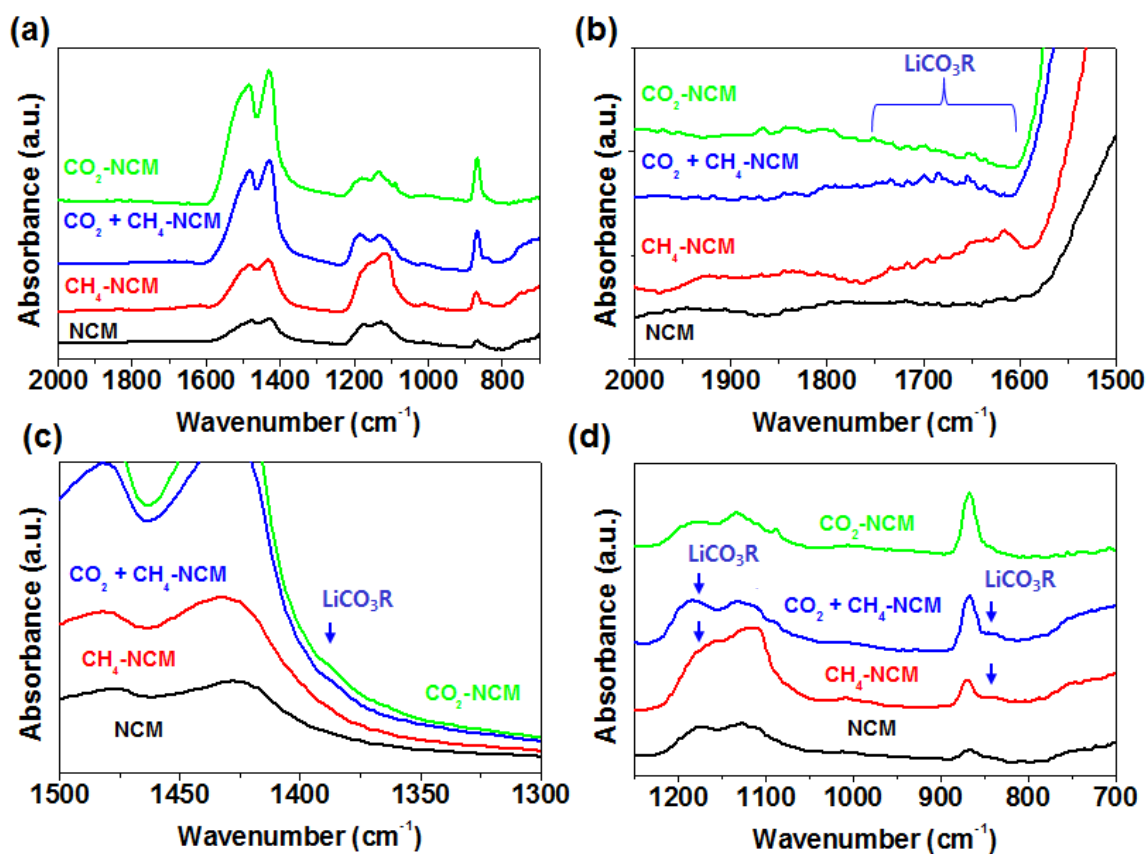 (a)
Absorbance (a.u.)
CO₂-NCM
CO₂ + CH₄-NCM
CH₄-NCM
NCM
2000 1800 1600 1400 1200 1000 800
Wavenumber (cm⁻¹)
(b)
Absorbance (a.u.)
LiCO₃R
CO₂-NCM
CO₂ + CH₄-NCM
CH₄-NCM
NCM
2000 1900 1800 1700 1600 1500
Wavenumber (cm⁻¹)
(c)
Absorbance (a.u.)
CO₂ + CH₄-NCM
LiCO₃R
CH₄-NCM
CO₂-NCM
NCM
1500 1450 1400 1350 1300
Wavenumber (cm⁻¹)
(d)
Absorbance (a.u.)
CO₂-NCM
LiCO₃R
LiCO₃R
CO₂ + CH₄-NCM
CH₄-NCM
NCM
1200 1100 1000 900 800 700
Wavenumber (cm⁻¹)